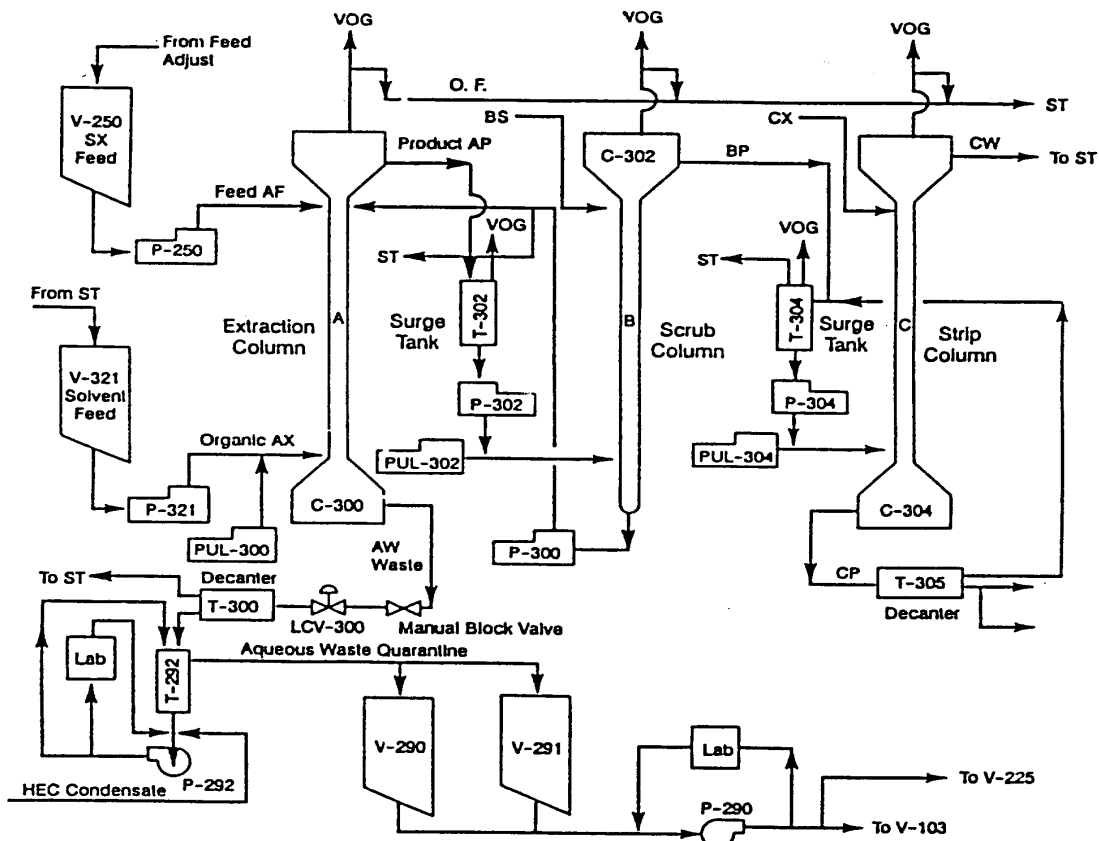 VOG
VOG
VOG
From Feed
Adjust
O. F.
ST
V-250
SX
Feed
BS
CX
CW
To ST
Product AP
C-302
BP
Feed AF
P-250
VOG
VOG
ST
ST
From ST
T-302
T-304
A
B
C
Extraction
Column
Surge
Tank
Scrub
Column
Surge
Tank
Strip
Column
V-321
Solvent
Feed
P-302
P-304
Organic AX
PUL-302
PUL-304
P-321
C-300
C-304
PUL-300
P-300
AW
Waste
To ST
Decanter
CP
T-305
T-300
Decanter
LCV-300
Manual Block Valve
Lab
T-292
Aqueous Waste Quarantine
V-290
V-291
Lab
P-292
HEC Condensate
P-290
To V-225
To V-103